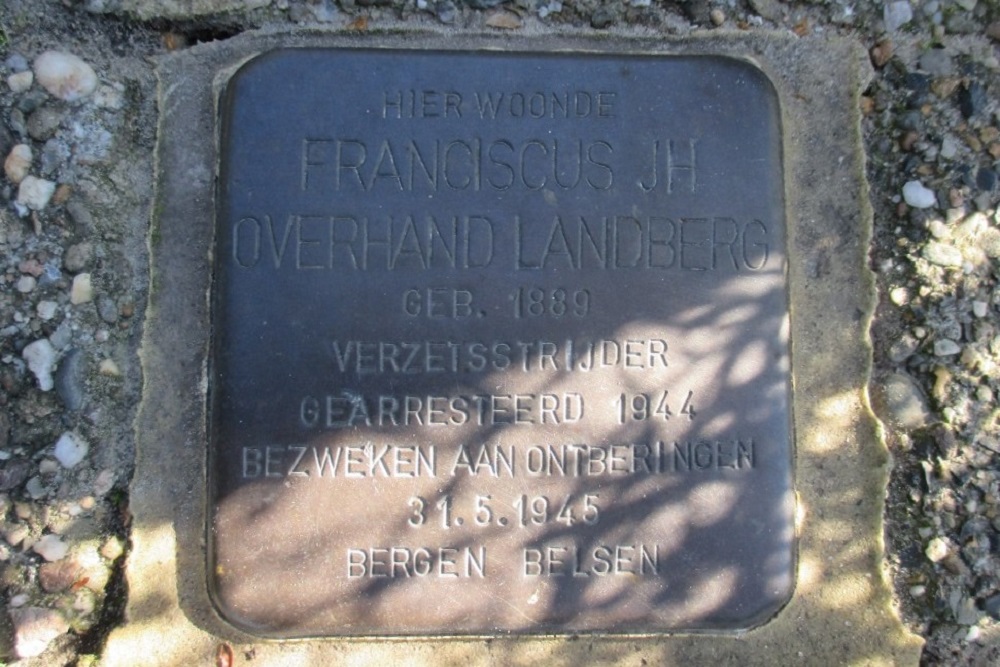 HIER WOONDE
FRANCISCUS JH
OVERHAND LANDBERG
GEB. 1889
VERZETSSTRIJDER
GEARRESTEERD 1944
BEZWEKEN AAN ONTBERINGEN
31.5.1945
BERGEN BELSEN